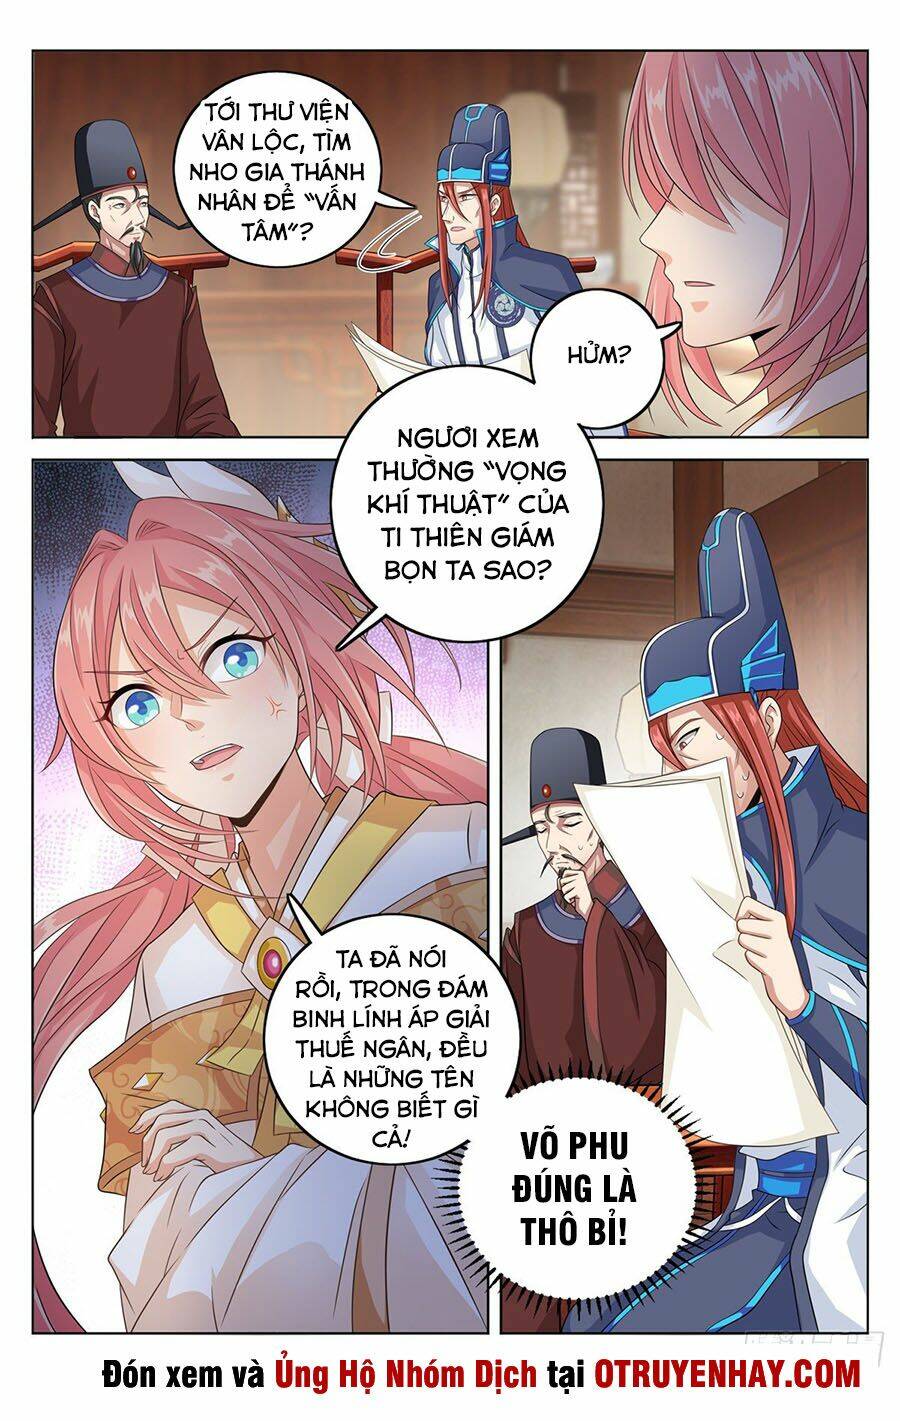 TỚI THƯ VIỆN
VÂN LỘC, TÌM
NHO GIA THÁNH
NHÂN ĐỂ "VẤN
TÂM"?
HỬM?
NGƯƠI XEM
THƯỜNG "VỌNG
KHÍ THUẬT" CỦA
TI THIÊN GIÁM
BỌN TA SAO?
TA ĐÃ NÓI
RỒI, TRONG ĐÁM
BINH LÍNH ÁP GIẢI
THUẾ NGÂN, ĐỀU
LÀ NHỮNG TÊN
KHÔNG BIẾT GÌ
CẢ!
VÕ PHU
ĐÚNG LÀ
THÔ BỈ!
Đón xem và Ủng Hộ Nhóm Dịch tại OTRUYENHAY.COM